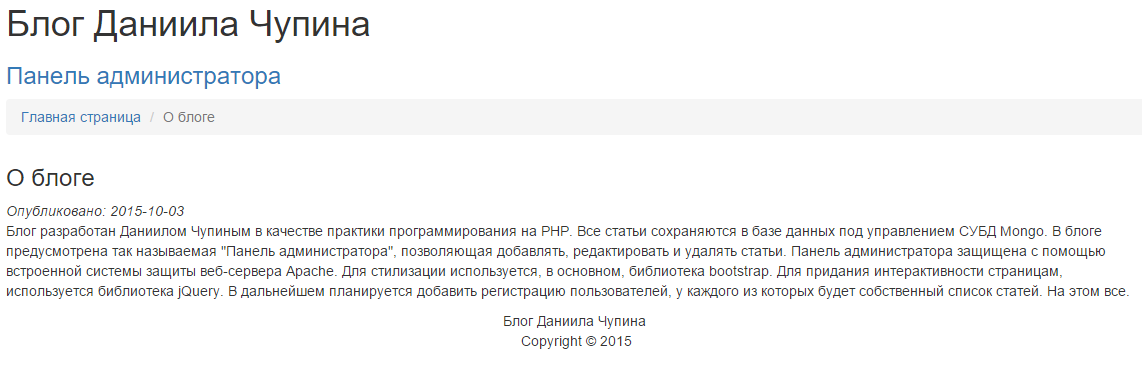 Блог Даниила Чупина
Панель администратора
Главная страница / О блоге
О блоге
Опубликовано: 2015-10-03
Блог разработан Даниилом Чупиным в качестве практики программирования на PHP. Все статьи сохраняются в базе данных под управлением СУБД Mongo. В блоге
предусмотрена так называемая "Панель администратора", позволяющая добавлять, редактировать и удалять статьи. Панель администратора защищена с помощью
встроенной системы защиты веб-сервера Apache. Для стилизации используется, в основном, библиотека bootstrap. Для придания интерактивности страницам,
используется библиотека jQuery. В дальнейшем планируется добавить регистрацию пользователей, у каждого из которых будет собственный список статей. На этом все.
Блог Даниила Чупина
Copyright © 2015